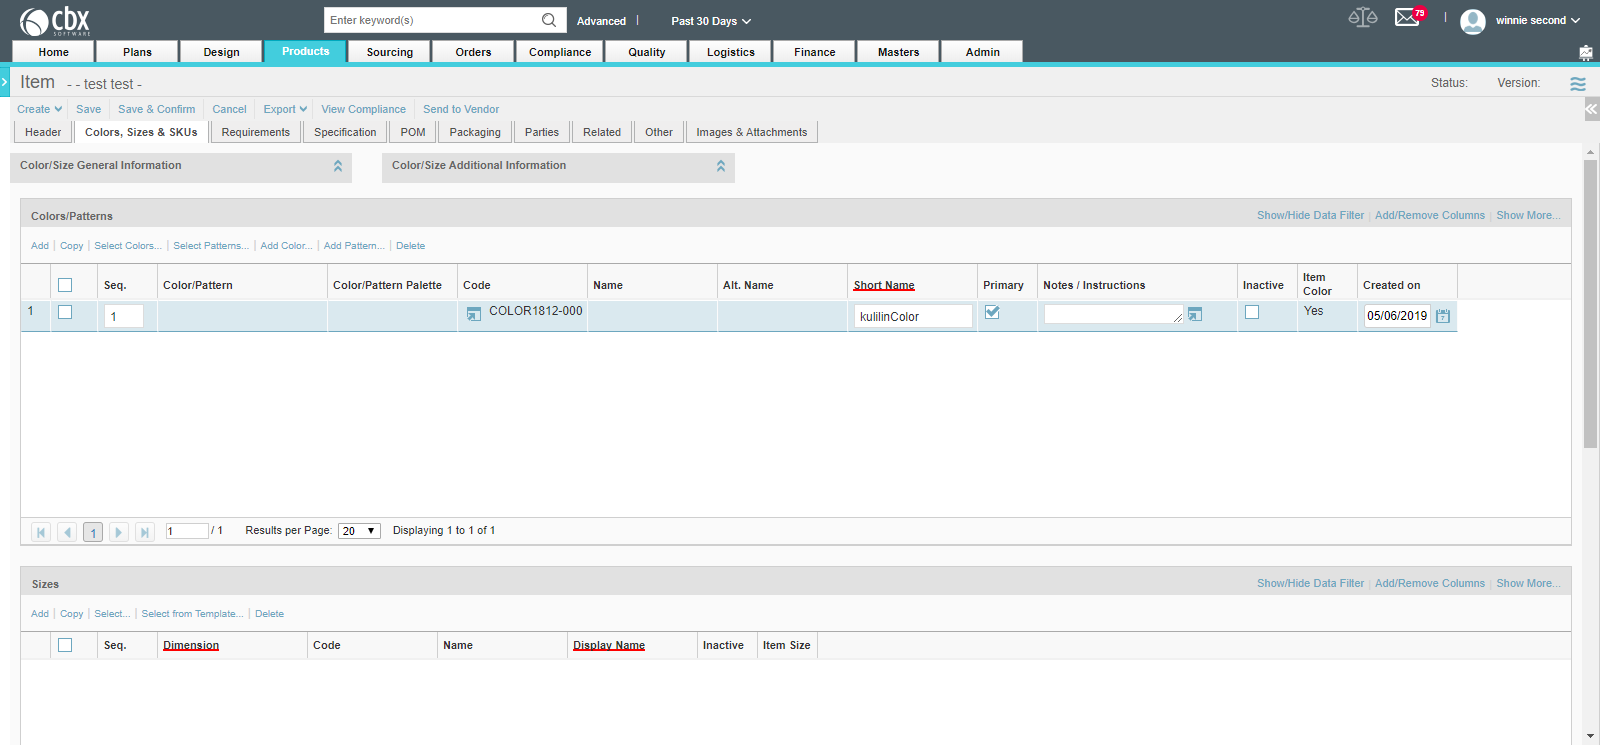 cbx
SOFTWARE
Enter keyword(s)
Advanced
Past 30 Days
79
winnie second
Home Plans Design Products Sourcing Orders Compliance Quality Logistics Finance Masters Admin
Item - - test test -
Status: Version:
Create Save Save & Confirm Cancel Export View Compliance Send to Vendor
Header Colors, Sizes & SKUs Requirements Specification POM Packaging Parties Related Other Images & Attachments
Color/Size General Information
Color/Size Additional Information
Colors/Patterns
Show/Hide Data Filter | Add/Remove Columns | Show More...
Add | Copy | Select Colors... | Select Patterns... | Add Color... | Add Pattern... | Delete
Seq. Color/Pattern Color/Pattern Palette Code Name Alt. Name Short Name Primary Notes / Instructions Inactive Item Color Created on
1 1 COLOR1812-000 kulilinColor Yes 05/06/2019
1 1 / 1 Results per Page: 20 Displaying 1 to 1 of 1
Sizes
Show/Hide Data Filter | Add/Remove Columns | Show More...
Add | Copy | Select... | Select from Template... | Delete
Seq. Dimension Code Name Display Name Inactive Item Size